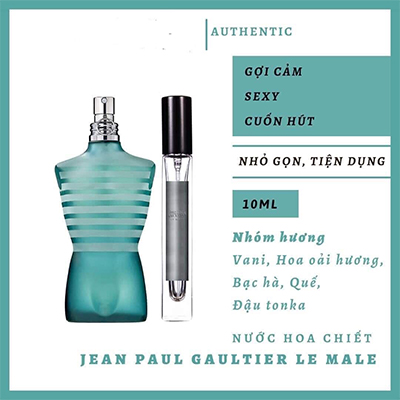 AUTHENTIC
GỢI CẢM
SEXY
CUỐN HÚT
NHỎ GỌN, TIỆN DỤNG
10ML
Nhóm hương
Vani, Hoa oải hương,
Bạc hà, Quế,
Đậu tonka
NƯỚC HOA CHIẾT
JEAN PAUL GAULTIER LE MALE